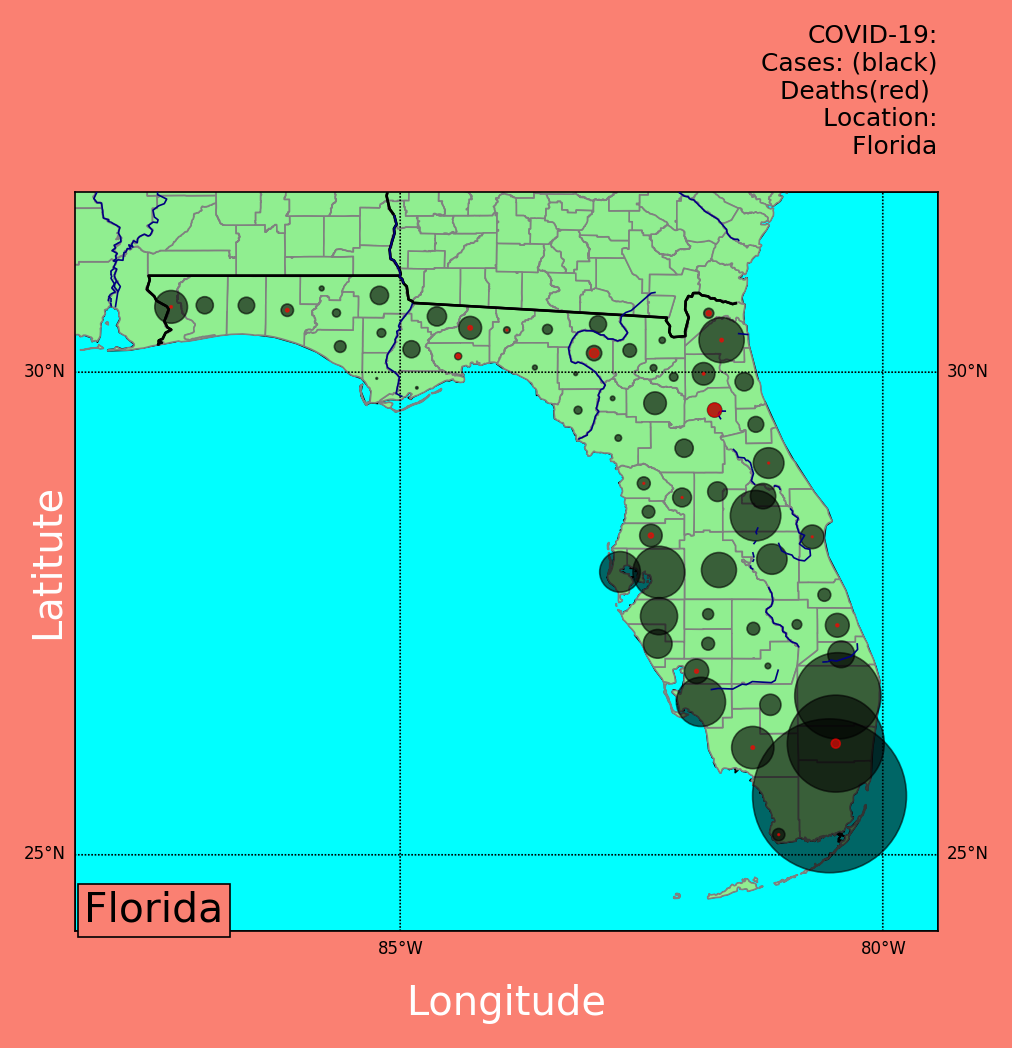 COVID-19:
Cases: (black)
Deaths(red)
Location:
Florida
30°N
30°N
Latitute
25°N
25°N
Florida
85°W
80°W
Longitude